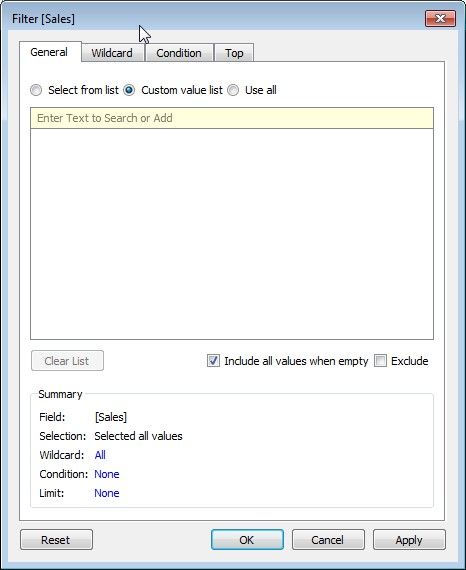 Filter [Sales]
General Wildcard Condition Top
Select from list Custom value list Use all
Enter Text to Search or Add
Clear List Include all values when empty Exclude
Summary
Field: [Sales]
Selection: Selected all values
Wildcard: All
Condition: None
Limit: None
Reset OK Cancel Apply